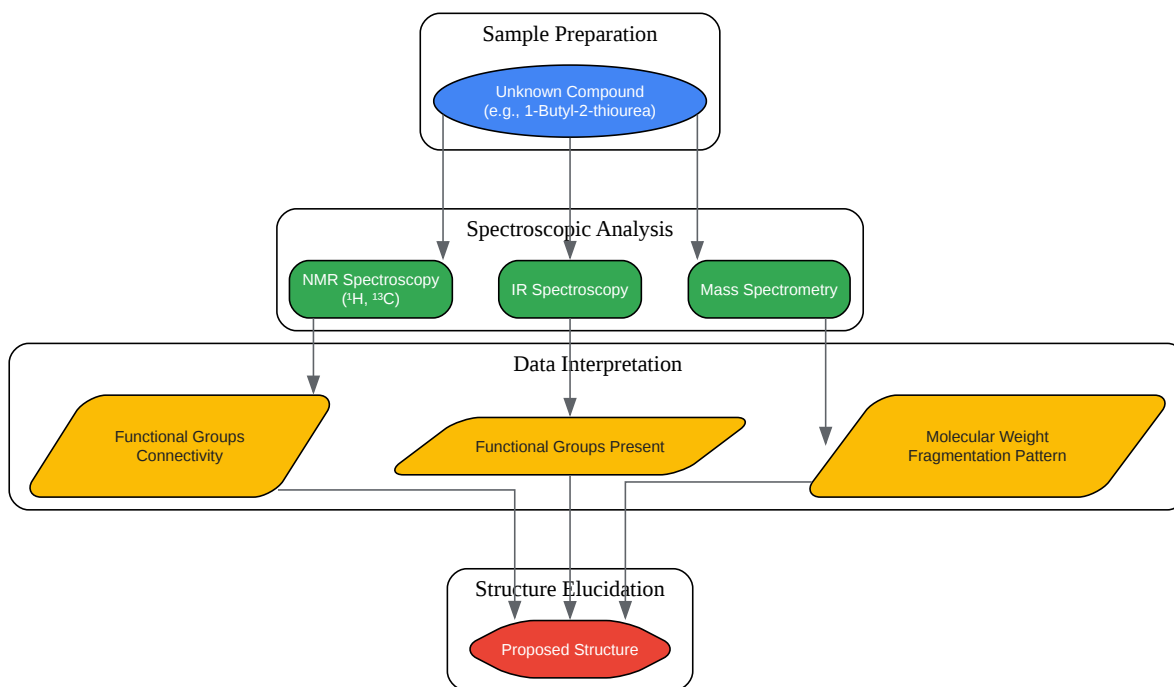 Sample Preparation
Unknown Compound
(e.g., 1-Butyl-2-thiourea)
Spectroscopic Analysis
NMR Spectroscopy
(¹H, ¹³C)
IR Spectroscopy
Mass Spectrometry
Data Interpretation
Functional Groups
Connectivity
Functional Groups Present
Molecular Weight
Fragmentation Pattern
Structure Elucidation
Proposed Structure